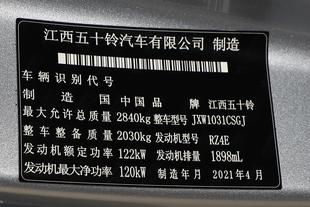 江西五十铃汽车有限公司 制造
车辆识别代号
制造国 中国 品牌 江西五十铃
最大允许总质量 2840kg 整车型号 JXW1031CSGJ
整车整备质量 2030kg 发动机型号 RZ4E
发动机额定功率 122kW 发动机排量 1898mL
发动机最大净功率 120kW 制造年月 2021年4月